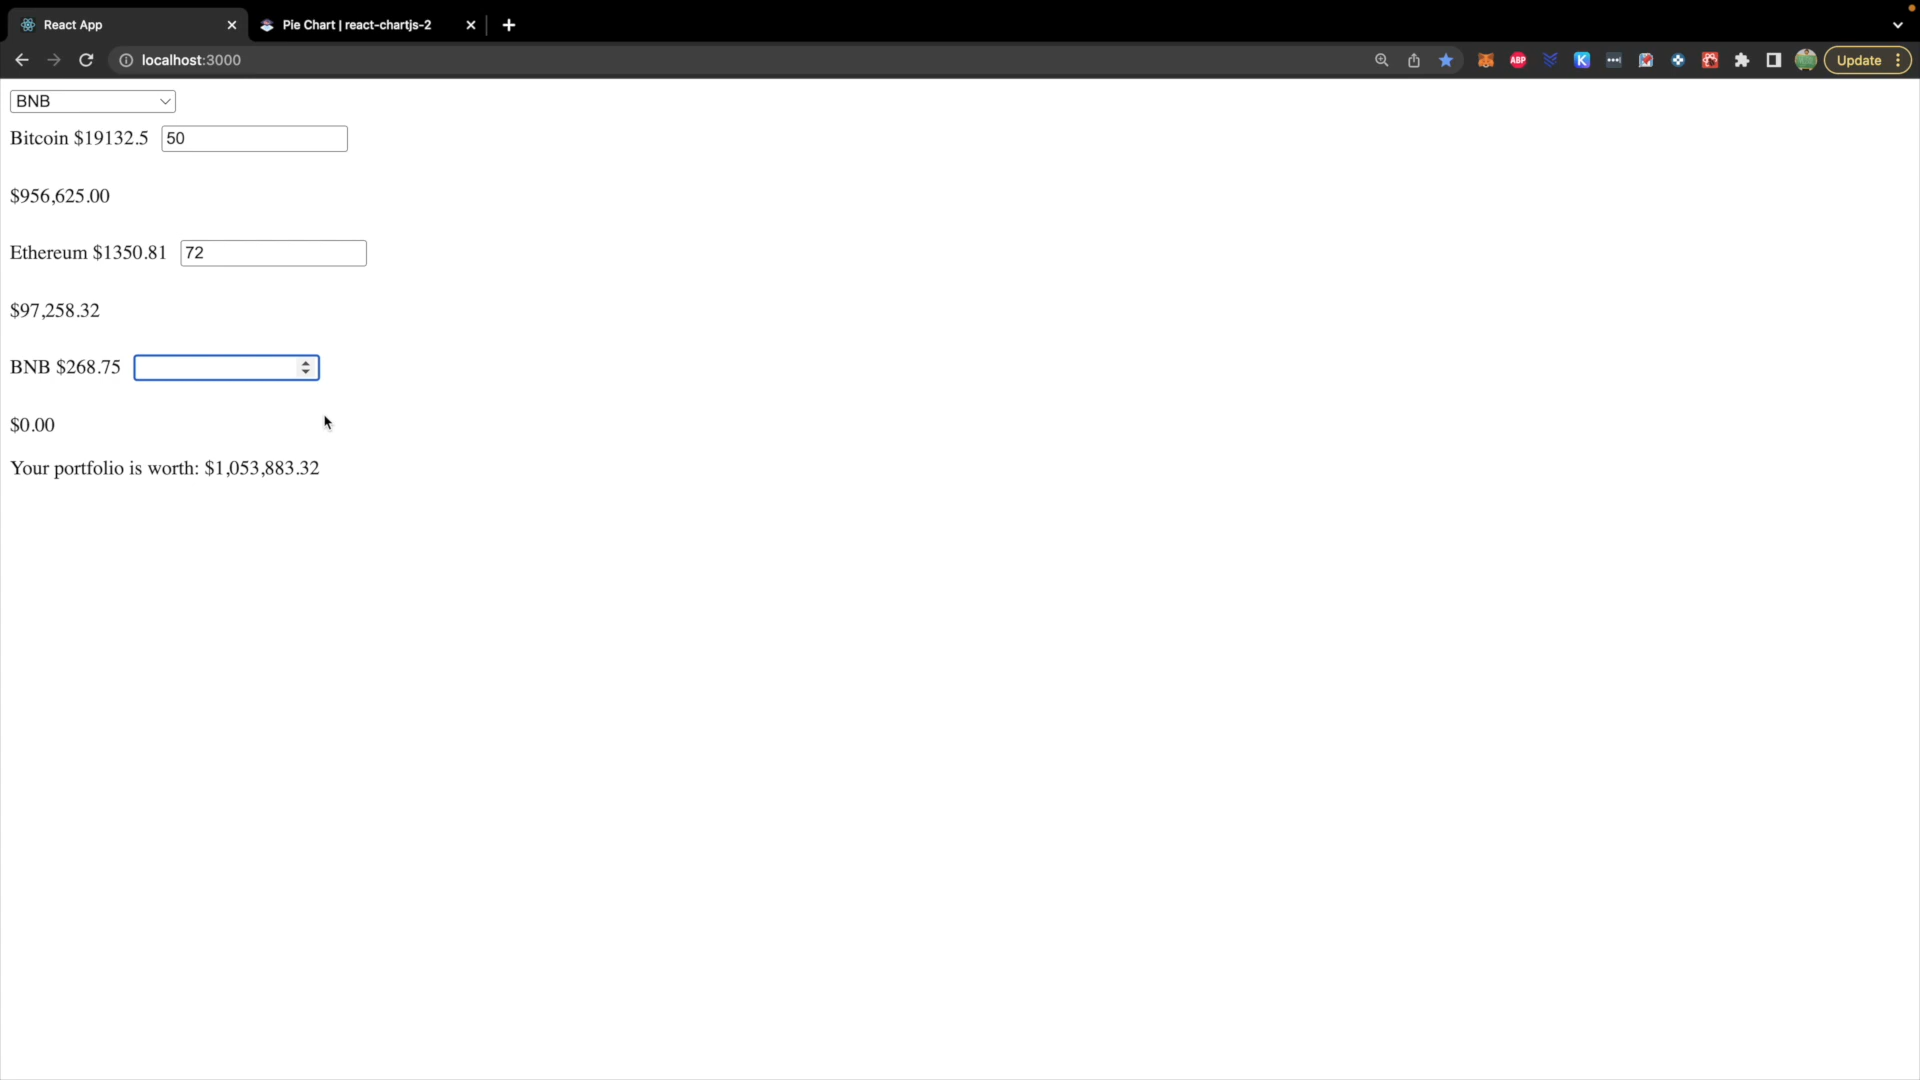 React App
Pie Chart | react-chartjs-2
localhost:3000
ABP
K
Update
BNB
Bitcoin $19132.5 50
$956,625.00
Ethereum $1350.81 72
$97,258.32
BNB $268.75
$0.00
Your portfolio is worth: $1,053,883.32